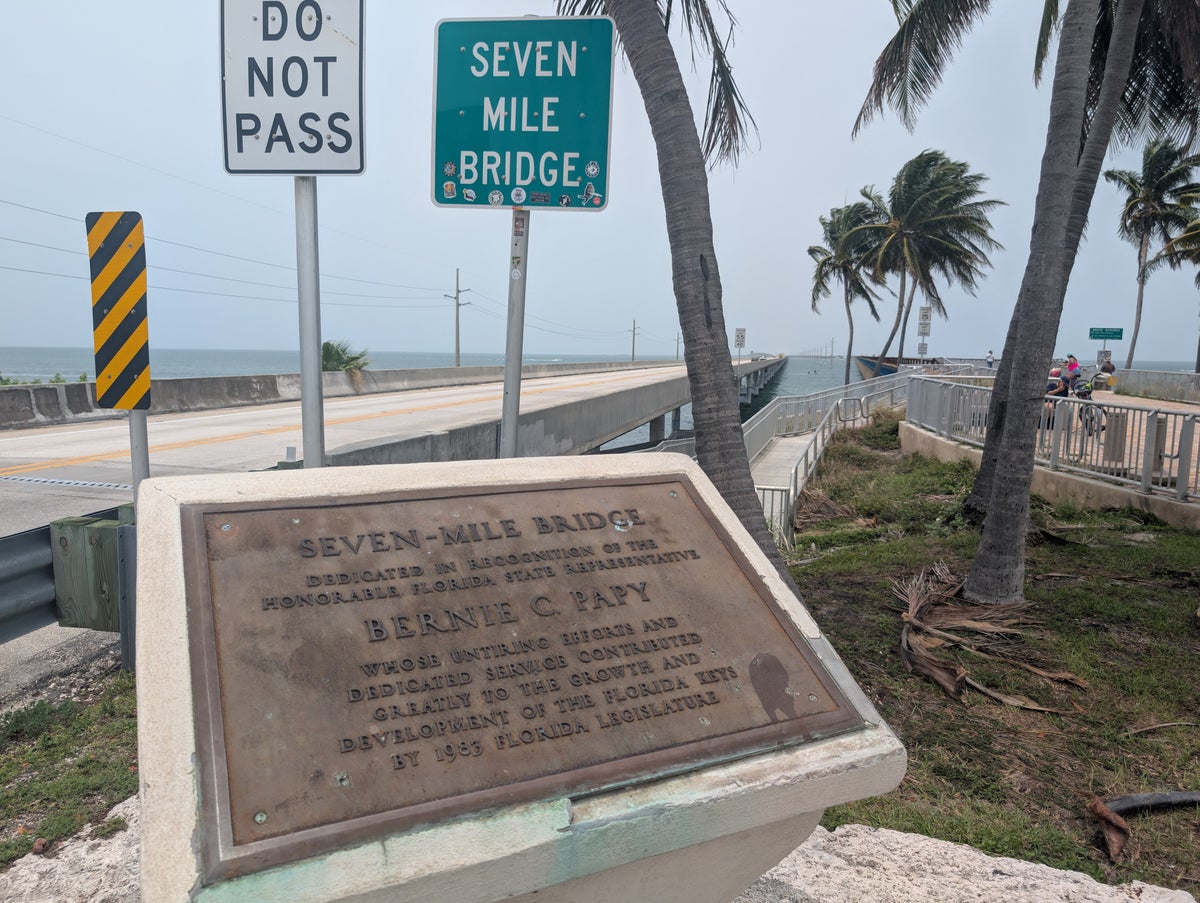 DO
NOT
PASS
SEVEN
MILE
BRIDGE
SEVEN-MILE BRIDGE
DEDICATED IN RECOGNITION OF THE
HONORABLE FLORIDA STATE REPRESENTATIVE
BERNIE C. PAPY
WHOSE UNTIRING EFFORTS AND
DEDICATED SERVICE CONTRIBUTED
GREATLY TO THE GROWTH AND
DEVELOPMENT OF THE FLORIDA KEYS
BY 1983 FLORIDA LEGISLATURE